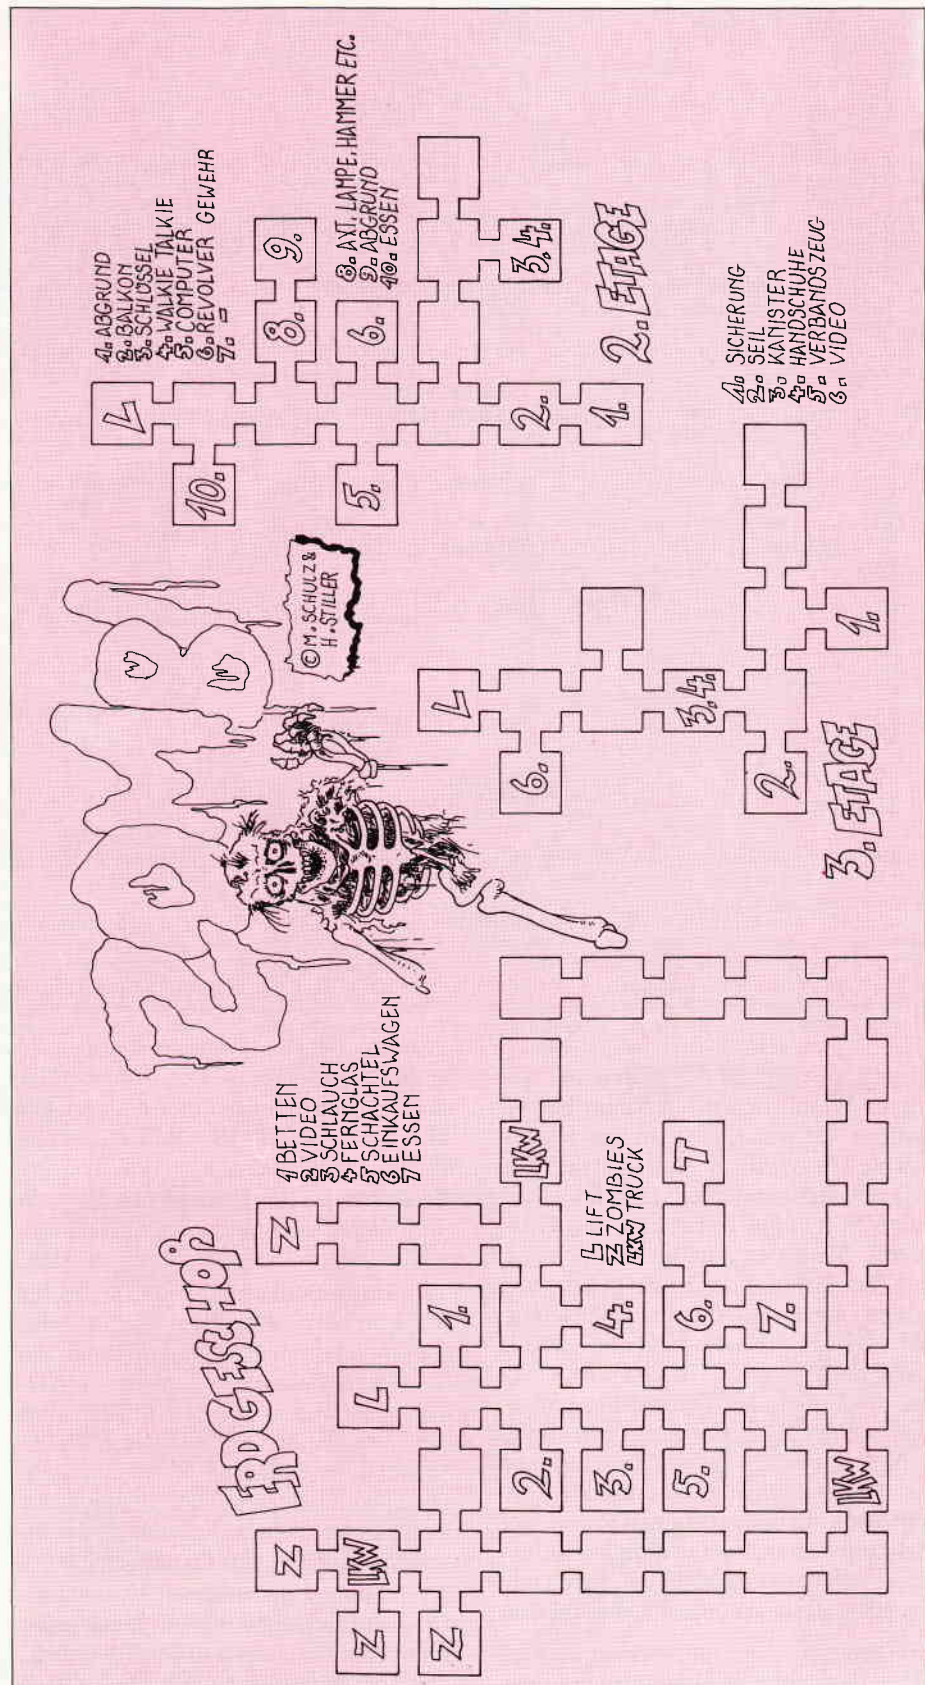 ZOMBI
ERDGESCHOß
1 BETTEN
2 VIDEO
3 SCHLAUCH
4 FERNGLAS
5 SCHACHTEL
6 EINKAUFSWAGEN
7 ESSEN
Z Z
Z LKW L
Z 1.
2. LKW
3. 4.
5. 6. T
7.
LKW
L LIFT
Z ZOMBIES
LKW TRUCK
© M. SCHULZ &
H. STILLER
L
6.
3.4.
2.
1.
3. ETAGE
1. SICHERUNG
2. SEIL
3. KANISTER
4. HANDSCHUHE
5. VERBANDSZEUG
6. VIDEO
1. ABGRUND
2. BALKON
3. SCHLÜSSEL
4. WALKIE TALKIE
5. COMPUTER
6. REVOLVER GEWEHR
7. =
L
10.
8. 9.
5. 6.
2. 3.4.
1.
8. AXT, LAMPE, HAMMER ETC.
9. ABGRUND
10. ESSEN
2. ETAGE